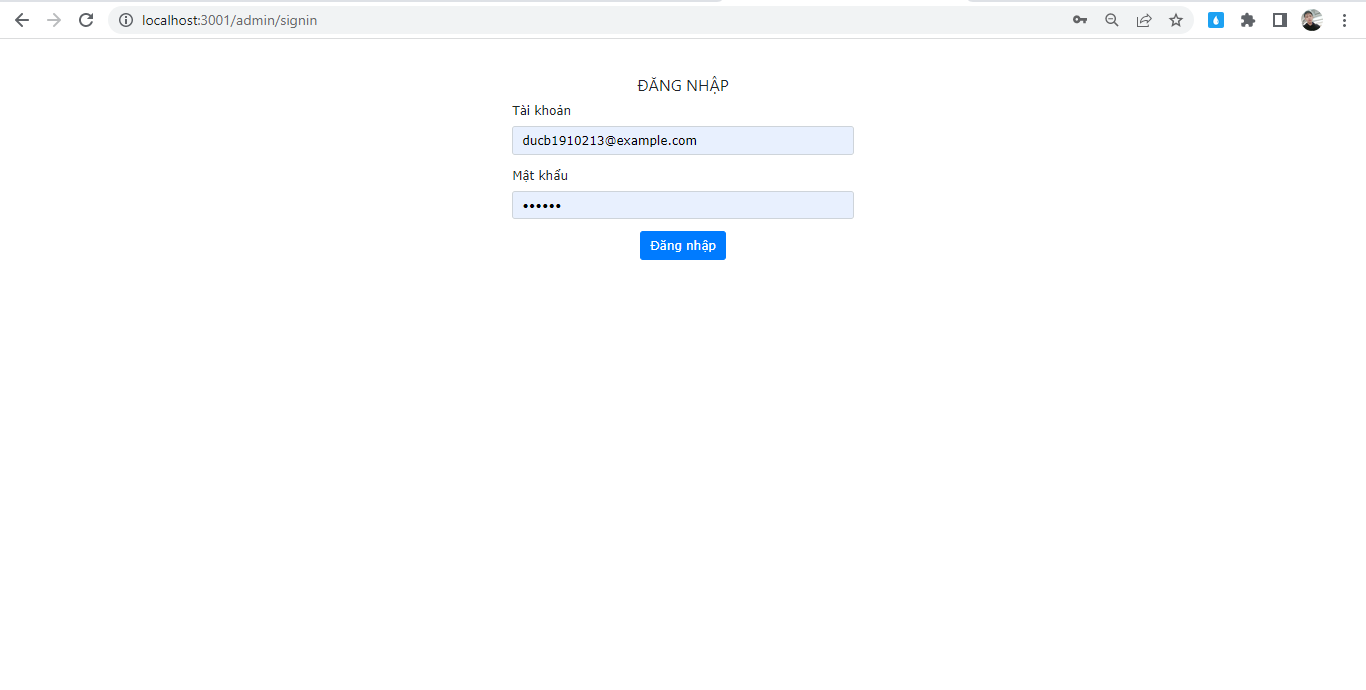 localhost:3001/admin/signin
ĐĂNG NHẬP
Tài khoản
ducb1910213@example.com
Mật khẩu
••••••
Đăng nhập